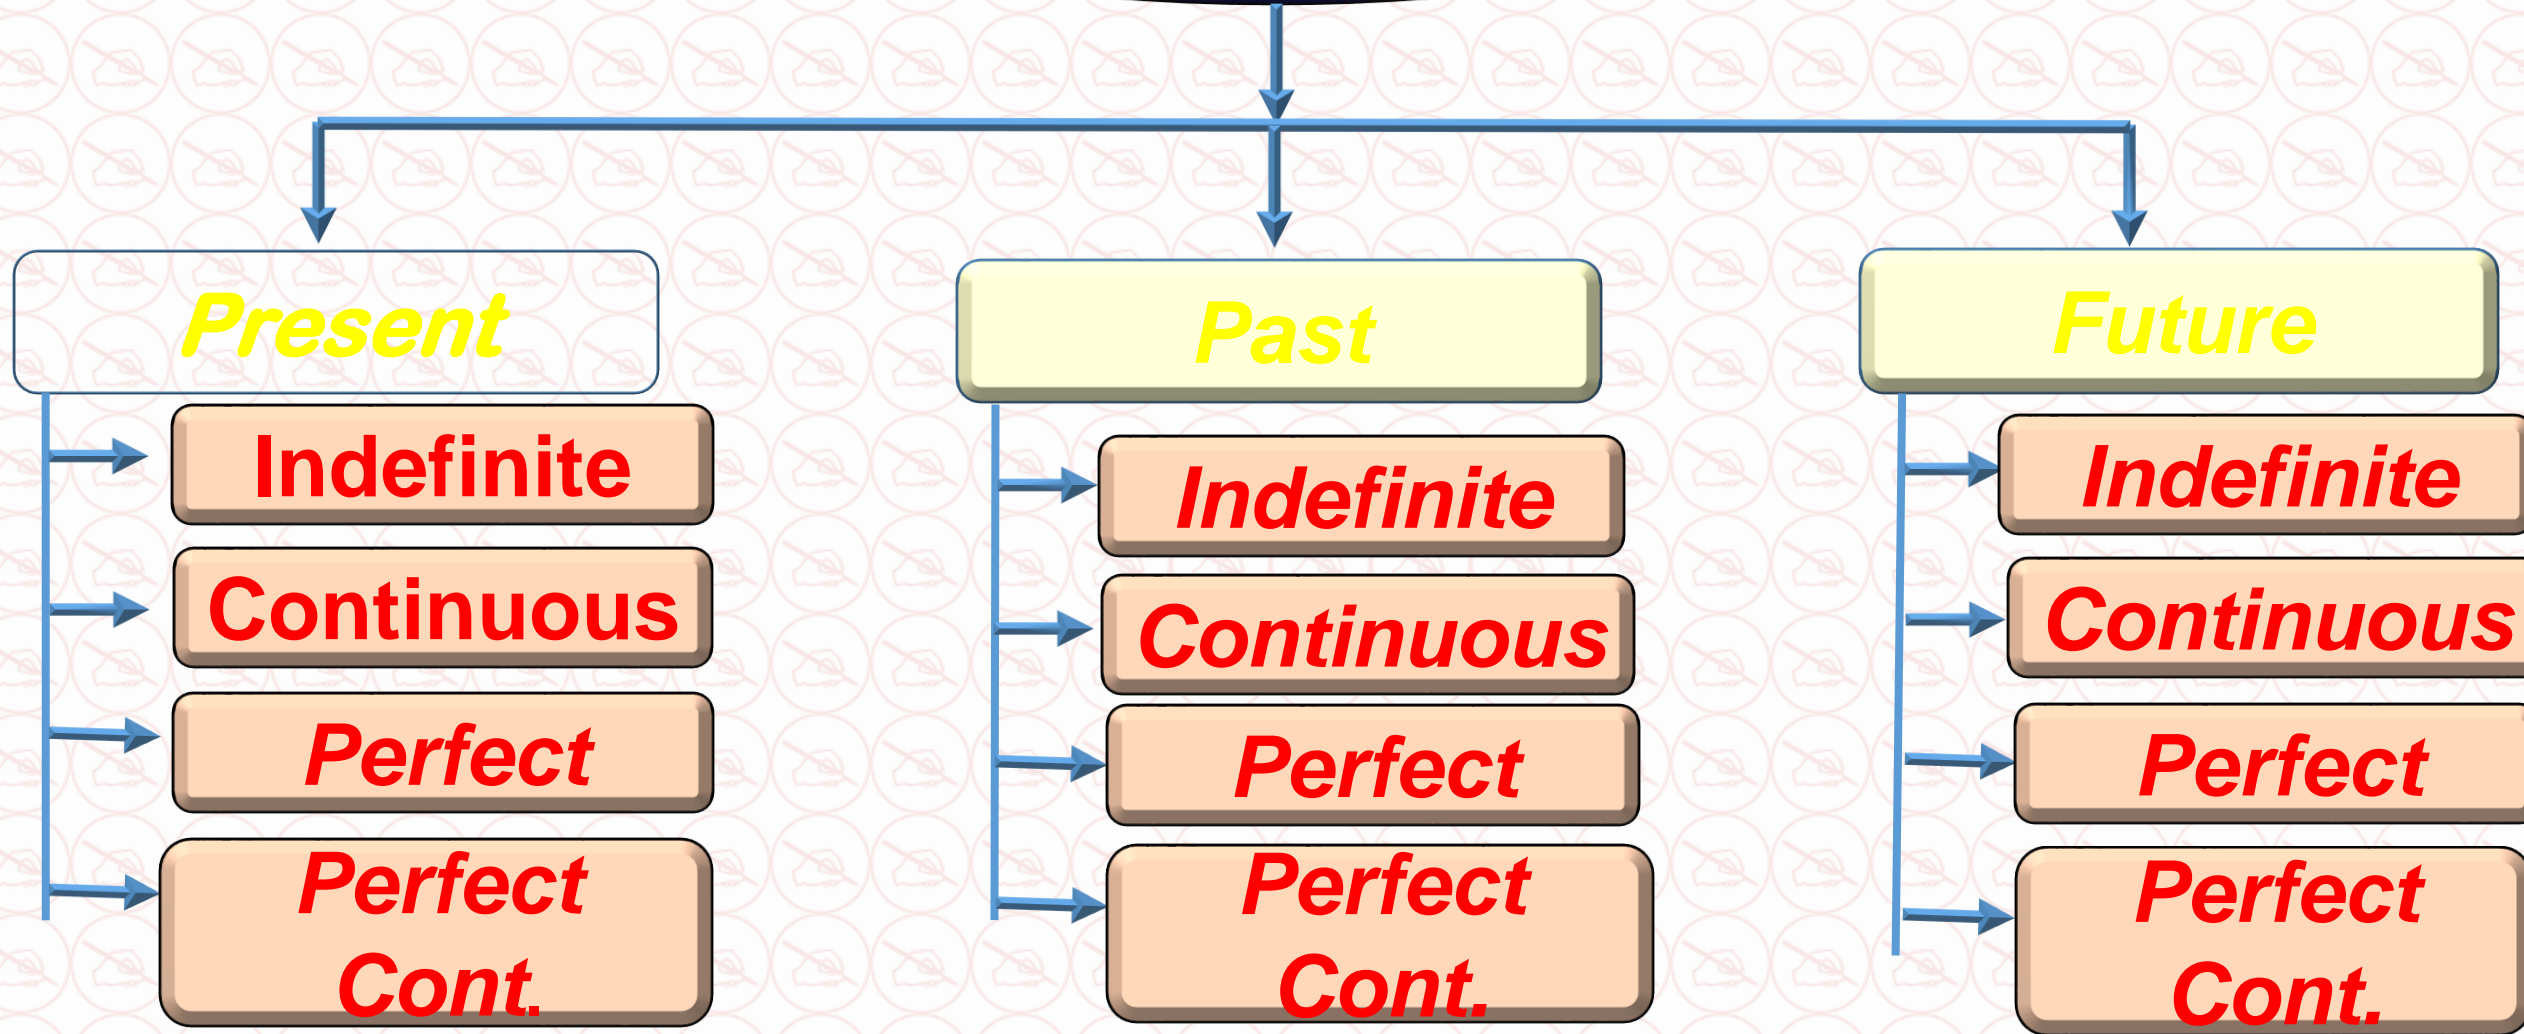 Present
Past
Future
Indefinite
Continuous
Perfect
Perfect
Cont.
Indefinite
Continuous
Perfect
Perfect
Cont.
Indefinite
Continuous
Perfect
Perfect
Cont.